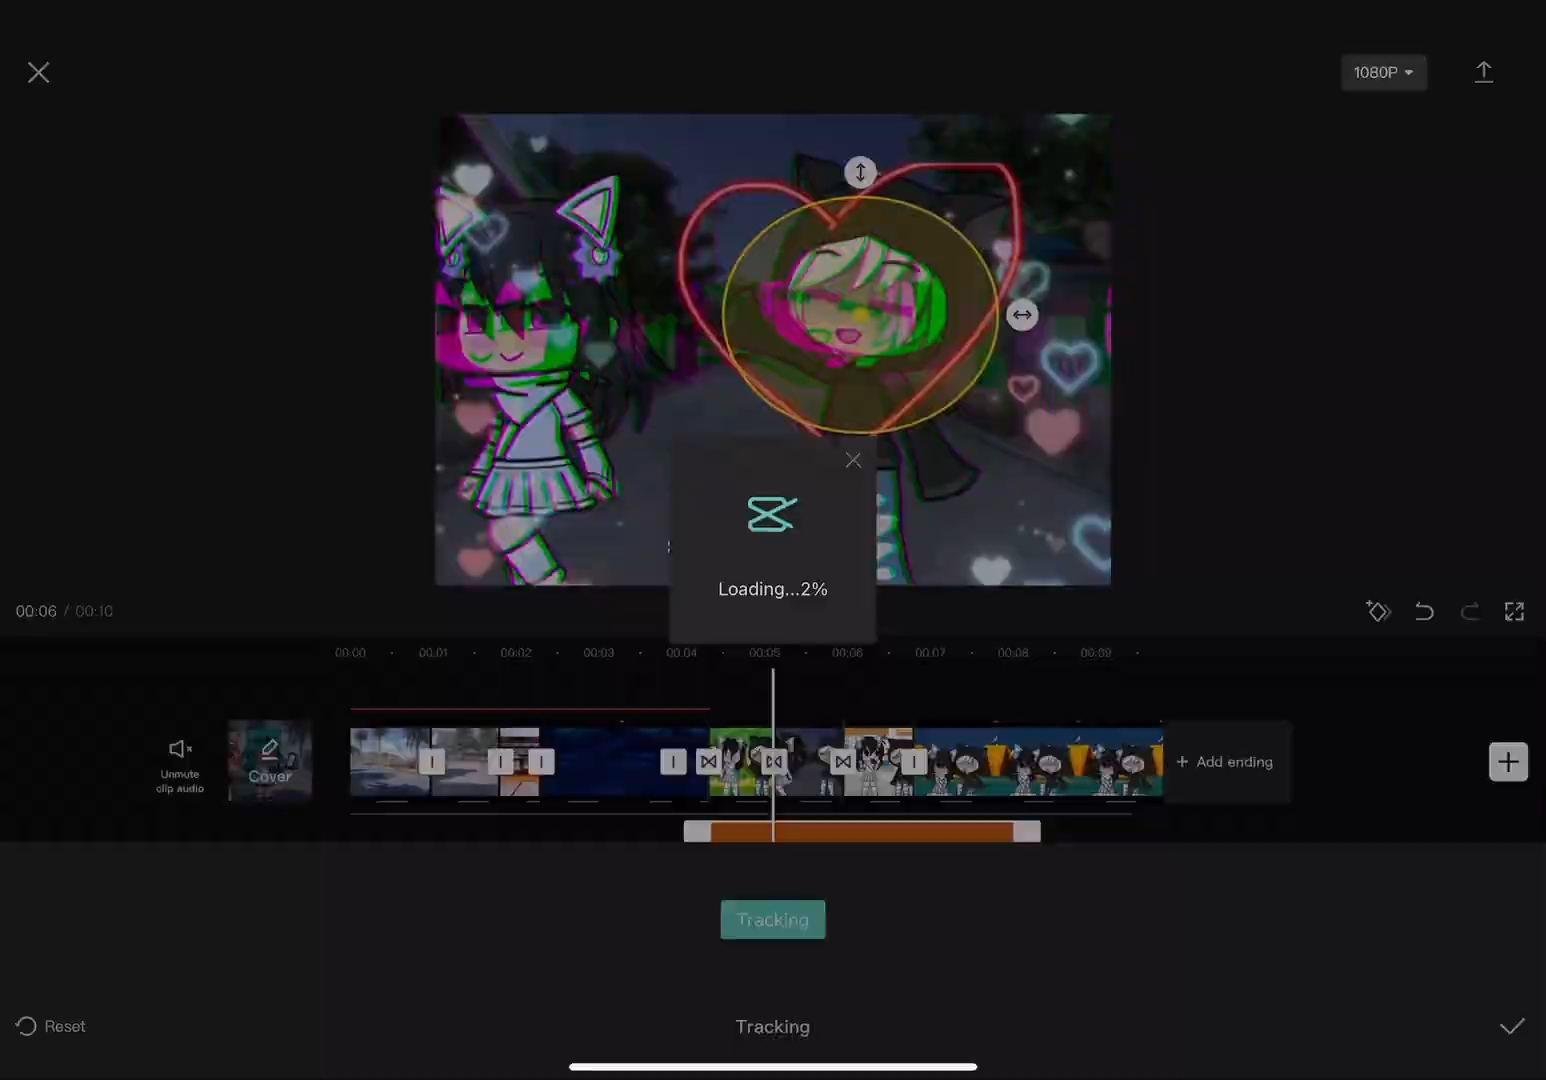 1080P
Loading...2%
00:06 / 00:10
00:00 00:01 00:02 00:03 00:04 00:05 00:06 00:07 00:08 00:09
Unmute
clip audio
Cover
+ Add ending
Tracking
Reset
Tracking